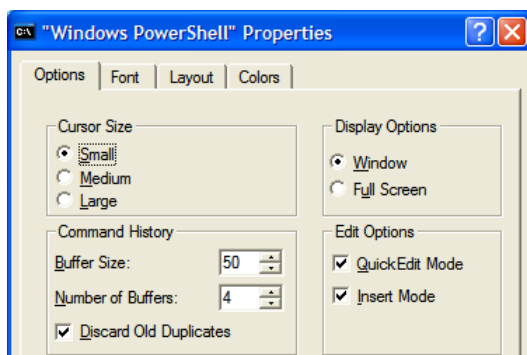 "Windows PowerShell" Properties
Options Font Layout Colors
Cursor Size
Small
Medium
Large
Display Options
Window
Full Screen
Command History
Buffer Size: 50
Number of Buffers: 4
Discard Old Duplicates
Edit Options
QuickEdit Mode
Insert Mode